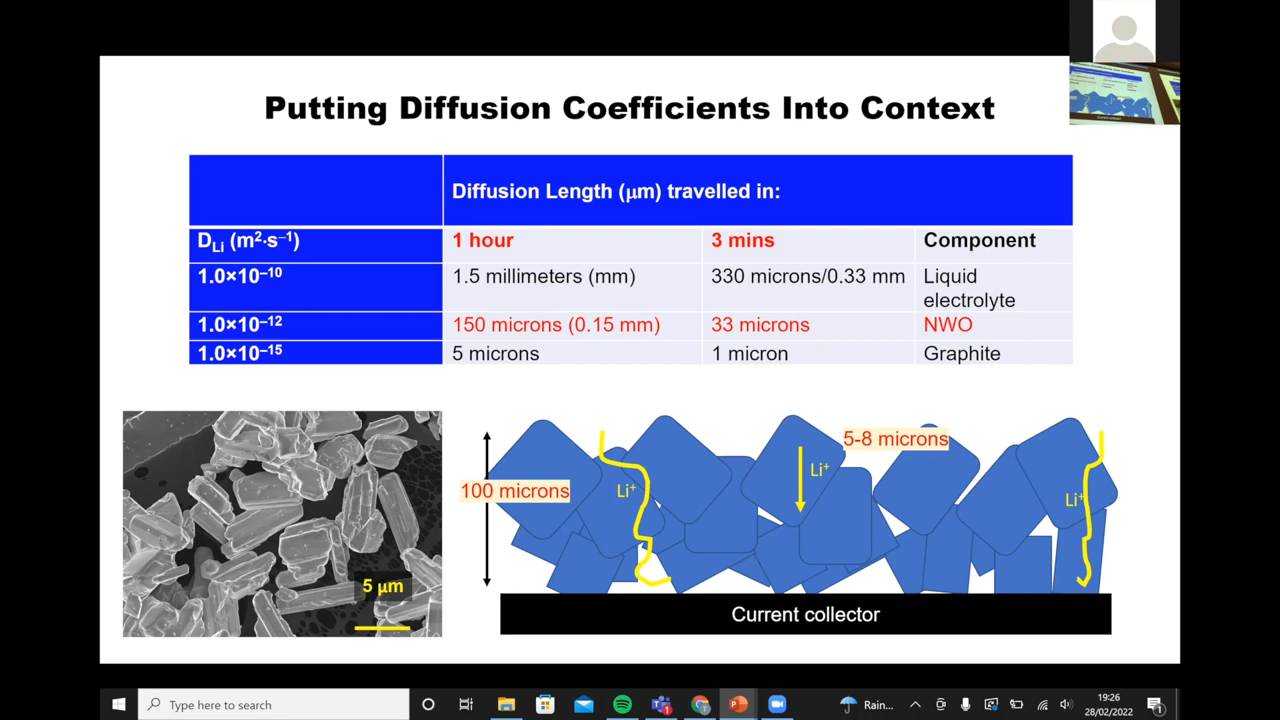 Putting Diffusion Coefficients Into Context
Diffusion Length (μm) travelled in:
D_Li (m²·s⁻¹) 1 hour 3 mins Component
1.0×10⁻¹⁰ 1.5 millimeters (mm) 330 microns/0.33 mm Liquid
electrolyte
1.0×10⁻¹² 150 microns (0.15 mm) 33 microns NWO
1.0×10⁻¹⁵ 5 microns 1 micron Graphite
5 μm
100 microns
5-8 microns
Li⁺
Li⁺
Li⁺
Current collector
Type here to search
Rain...
19:26
28/02/2022